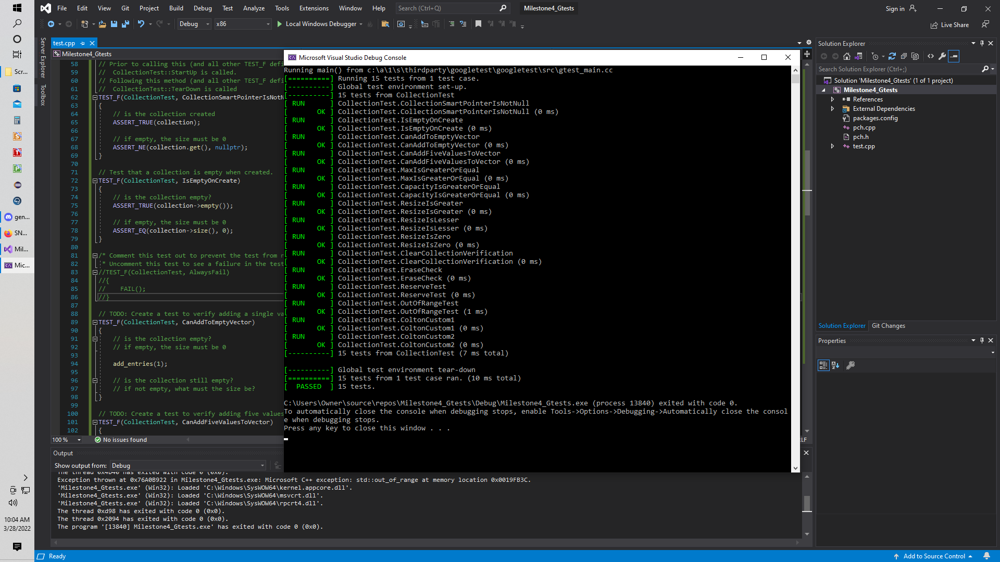 File Edit View Git Project Build Debug Test Analyze Tools Extensions Window Help Search (Ctrl+Q) Milestone4_Gtests Sign in
Debug x86 Local Windows Debugger Live Share
Server Explorer
Toolbox
test.cpp
Milestone4_Gtests
58 // Prior to calling this (and all other TEST_F defi
59 //  CollectionTest::StartUp is called.
60 // Following this method (and all other TEST_F defi
61 //  CollectionTest::TearDown is called
62 TEST_F(CollectionTest, CollectionSmartPointerIsNotN
63 {
64 // is the collection created
65 ASSERT_TRUE(collection);
66
67 // if empty, the size must be 0
68 ASSERT_NE(collection.get(), nullptr);
69 }
70
71 // Test that a collection is empty when created.
72 TEST_F(CollectionTest, IsEmptyOnCreate)
73 {
74 // is the collection empty?
75 ASSERT_TRUE(collection->empty());
76
77 // if empty, the size must be 0
78 ASSERT_EQ(collection->size(), 0);
79 }
80
81 /* Comment this test out to prevent the test from r
82 * Uncomment this test to see a failure in the test
83 //TEST_F(CollectionTest, AlwaysFail)
84 //{
85 //    FAIL();
86 //}
87
88 // TODO: Create a test to verify adding a single va
89 TEST_F(CollectionTest, CanAddToEmptyVector)
90 {
91 // is the collection empty?
92 // if empty, the size must be 0
93
94 add_entries(1);
95
96 // is the collection still empty?
97 // if not empty, what must the size be?
98 }
99
100 // TODO: Create a test to verify adding five values
101 TEST_F(CollectionTest, CanAddFiveValuesToVector)
102 {
100 % No issues found
Microsoft Visual Studio Debug Console
Running main() from c:\a\1\s\thirdparty\googletest\googletest\src\gtest_main.cc
[==========] Running 15 tests from 1 test case.
[----------] Global test environment set-up.
[----------] 15 tests from CollectionTest
[ RUN      ] CollectionTest.CollectionSmartPointerIsNotNull
[       OK ] CollectionTest.CollectionSmartPointerIsNotNull (0 ms)
[ RUN      ] CollectionTest.IsEmptyOnCreate
[       OK ] CollectionTest.IsEmptyOnCreate (0 ms)
[ RUN      ] CollectionTest.CanAddToEmptyVector
[       OK ] CollectionTest.CanAddToEmptyVector (0 ms)
[ RUN      ] CollectionTest.CanAddFiveValuesToVector
[       OK ] CollectionTest.CanAddFiveValuesToVector (0 ms)
[ RUN      ] CollectionTest.MaxIsGreaterOrEqual
[       OK ] CollectionTest.MaxIsGreaterOrEqual (0 ms)
[ RUN      ] CollectionTest.CapacityIsGreaterOrEqual
[       OK ] CollectionTest.CapacityIsGreaterOrEqual (0 ms)
[ RUN      ] CollectionTest.ResizeIsGreater
[       OK ] CollectionTest.ResizeIsGreater (0 ms)
[ RUN      ] CollectionTest.ResizeIsLesser
[       OK ] CollectionTest.ResizeIsLesser (0 ms)
[ RUN      ] CollectionTest.ResizeIsZero
[       OK ] CollectionTest.ResizeIsZero (0 ms)
[ RUN      ] CollectionTest.ClearCollectionVerification
[       OK ] CollectionTest.ClearCollectionVerification (0 ms)
[ RUN      ] CollectionTest.EraseCheck
[       OK ] CollectionTest.EraseCheck (0 ms)
[ RUN      ] CollectionTest.ReserveTest
[       OK ] CollectionTest.ReserveTest (0 ms)
[ RUN      ] CollectionTest.OutOfRangeTest
[       OK ] CollectionTest.OutOfRangeTest (1 ms)
[ RUN      ] CollectionTest.ColtonCustom1
[       OK ] CollectionTest.ColtonCustom1 (0 ms)
[ RUN      ] CollectionTest.ColtonCustom2
[       OK ] CollectionTest.ColtonCustom2 (0 ms)
[----------] 15 tests from CollectionTest (7 ms total)
[----------] Global test environment tear-down
[==========] 15 tests from 1 test case ran. (10 ms total)
[  PASSED  ] 15 tests.
C:\Users\Owner\source\repos\Milestone4_Gtests\Debug\Milestone4_Gtests.exe (process 13840) exited with code 0.
To automatically close the console when debugging stops, enable Tools->Options->Debugging->Automatically close the consol
e when debugging stops.
Press any key to close this window . . .
LF
Solution Explorer
Search Solution Explorer (Ctrl+;)
Solution 'Milestone4_Gtests' (1 of 1 project)
Milestone4_Gtests
References
External Dependencies
packages.config
pch.cpp
pch.h
test.cpp
Solution Explorer Git Changes
Properties
Output
Show output from: Debug
The thread 0x4b40 has exited with code 0 (0x0).
Exception thrown at 0x76A0B922 in Milestone4_Gtests.exe: Microsoft C++ exception: std::out_of_range at memory location 0x0019FB3C.
'Milestone4_Gtests.exe' (Win32): Loaded 'C:\Windows\SysWOW64\kernel.appcore.dll'.
'Milestone4_Gtests.exe' (Win32): Loaded 'C:\Windows\SysWOW64\msvcrt.dll'.
'Milestone4_Gtests.exe' (Win32): Loaded 'C:\Windows\SysWOW64\rpcrt4.dll'.
The thread 0xd98 has exited with code 0 (0x0).
The thread 0x2094 has exited with code 0 (0x0).
The program '[13840] Milestone4_Gtests.exe' has exited with code 0 (0x0).
Ready Add to Source Control
Scr...
gen...
SN...
Mil...
Mic...
10:04 AM
3/28/2022